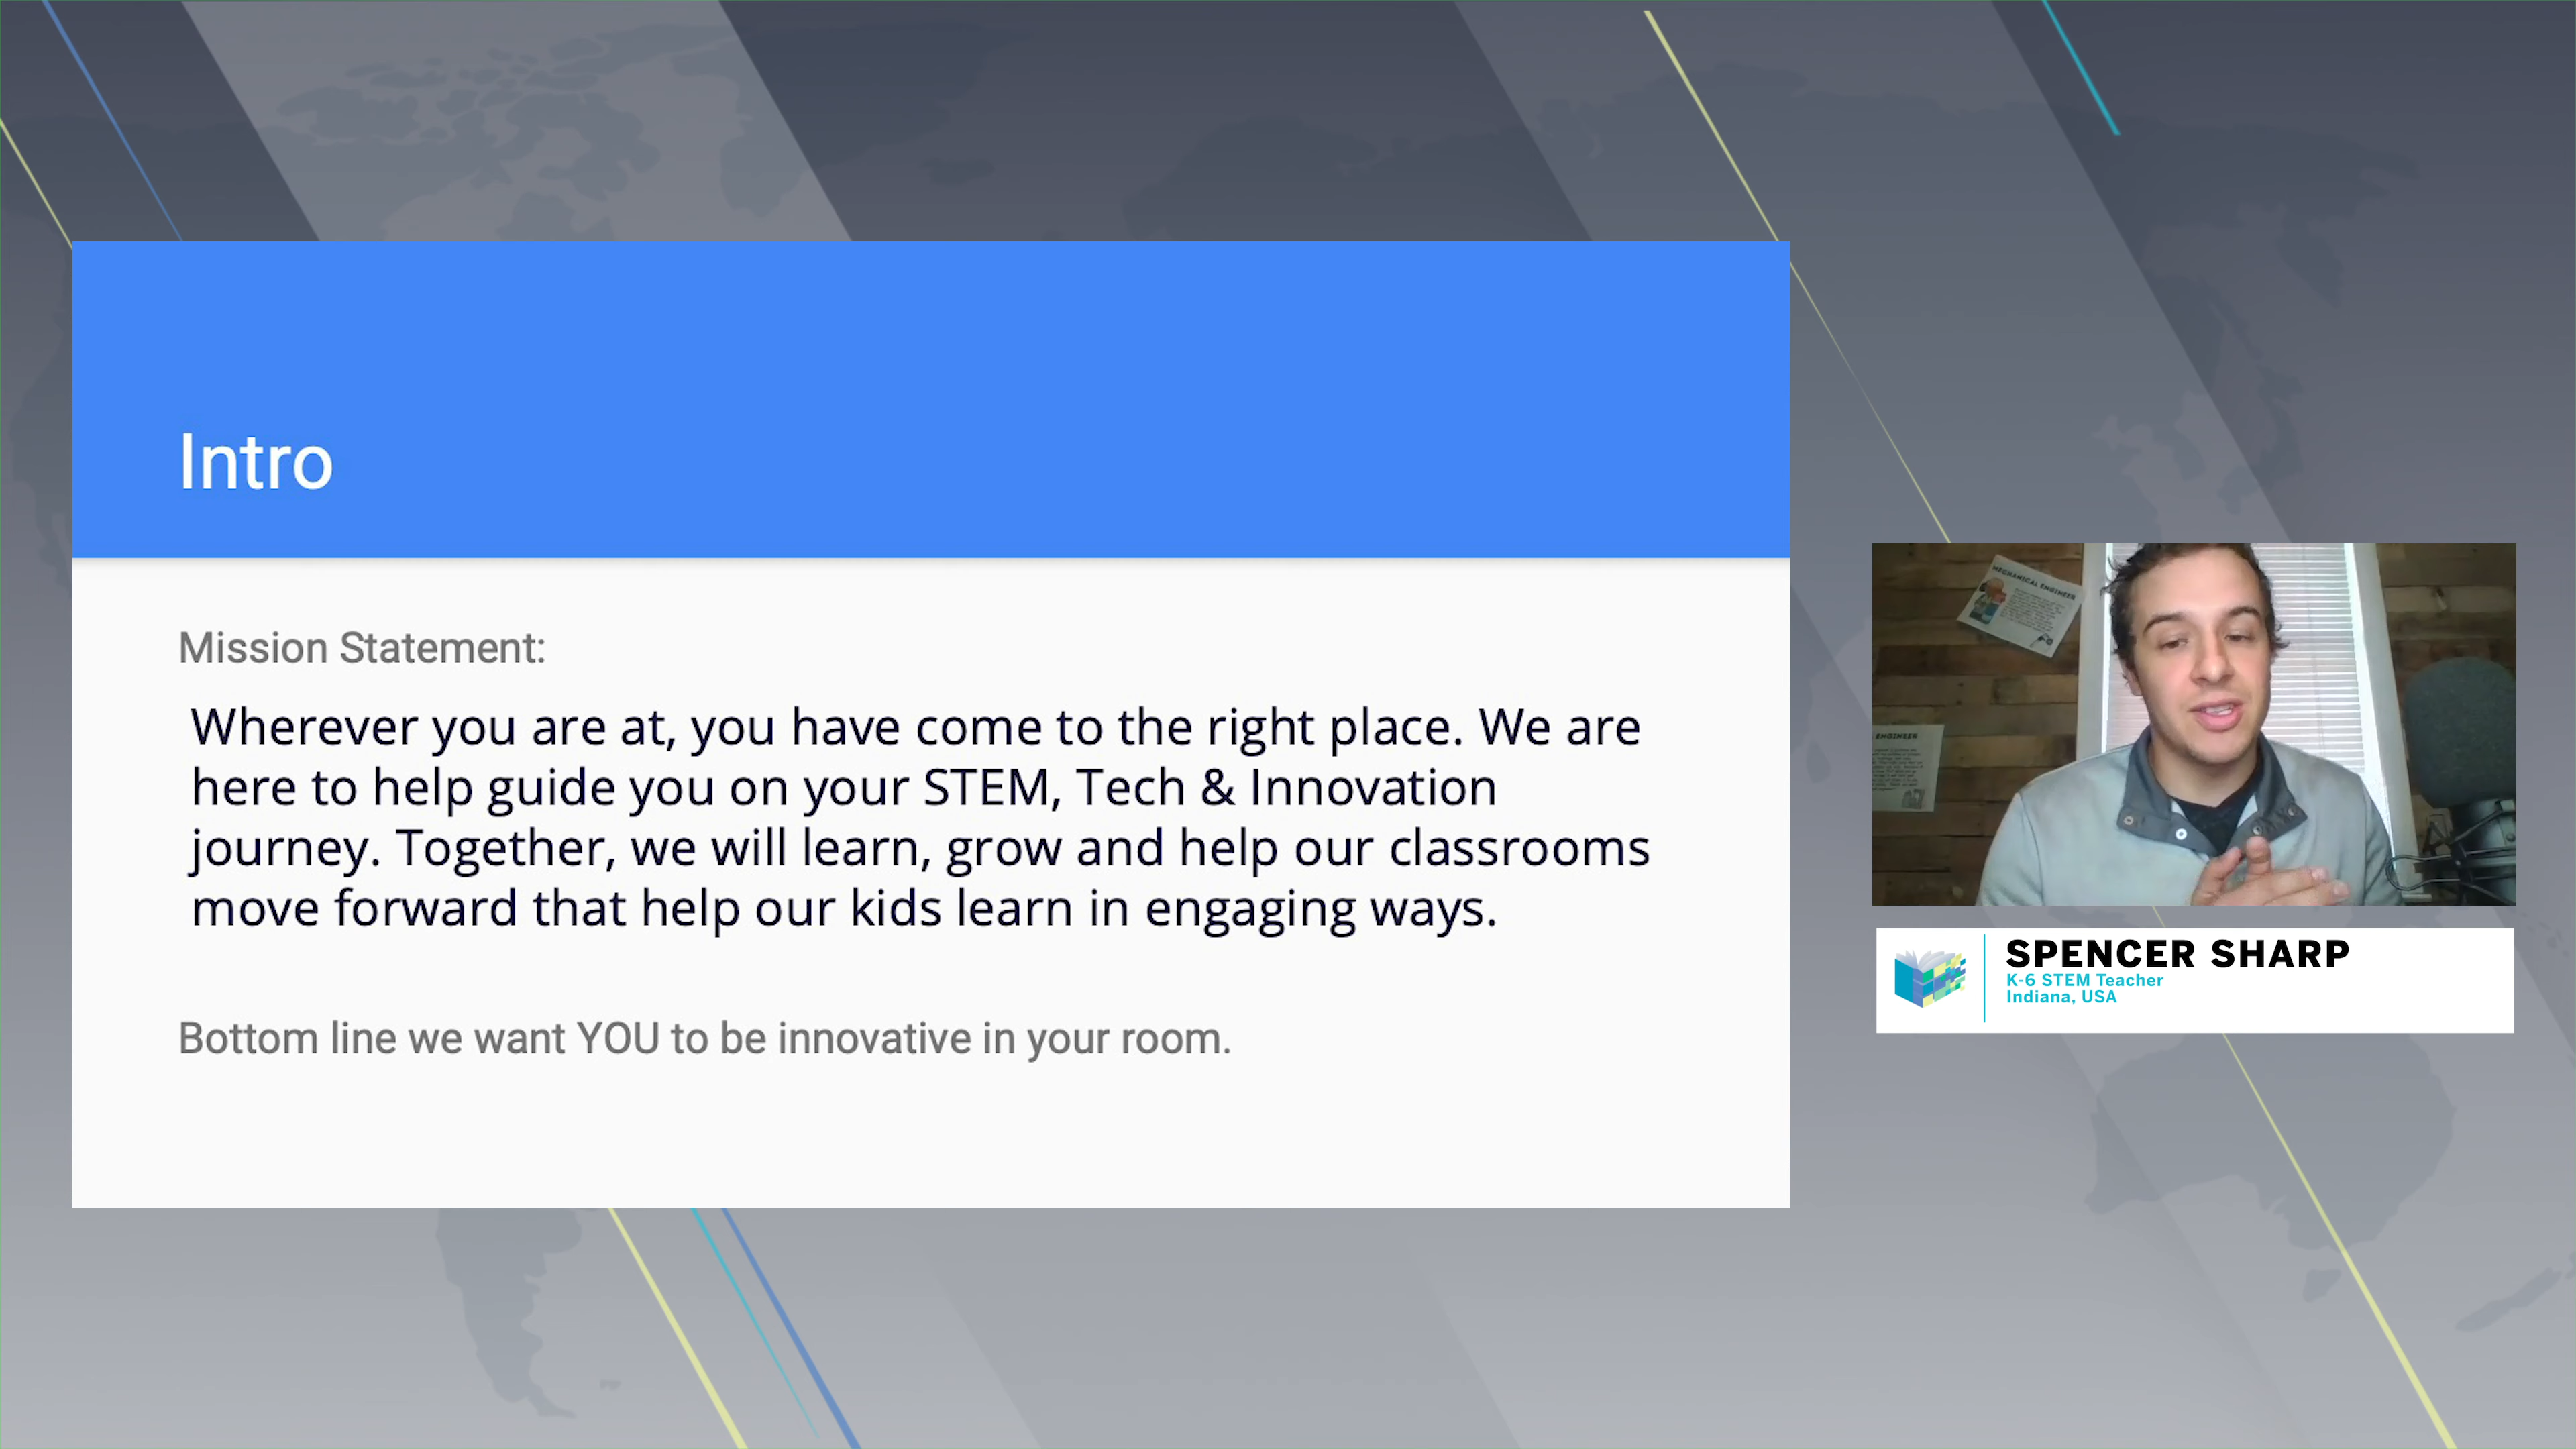 Intro
Mission Statement:
Wherever you are at, you have come to the right place. We are
here to help guide you on your STEM, Tech & Innovation
journey. Together, we will learn, grow and help our classrooms
move forward that help our kids learn in engaging ways.
Bottom line we want YOU to be innovative in your room.
MECHANICAL ENGINEER
ENGINEER
SPENCER SHARP
K-6 STEM Teacher
Indiana, USA